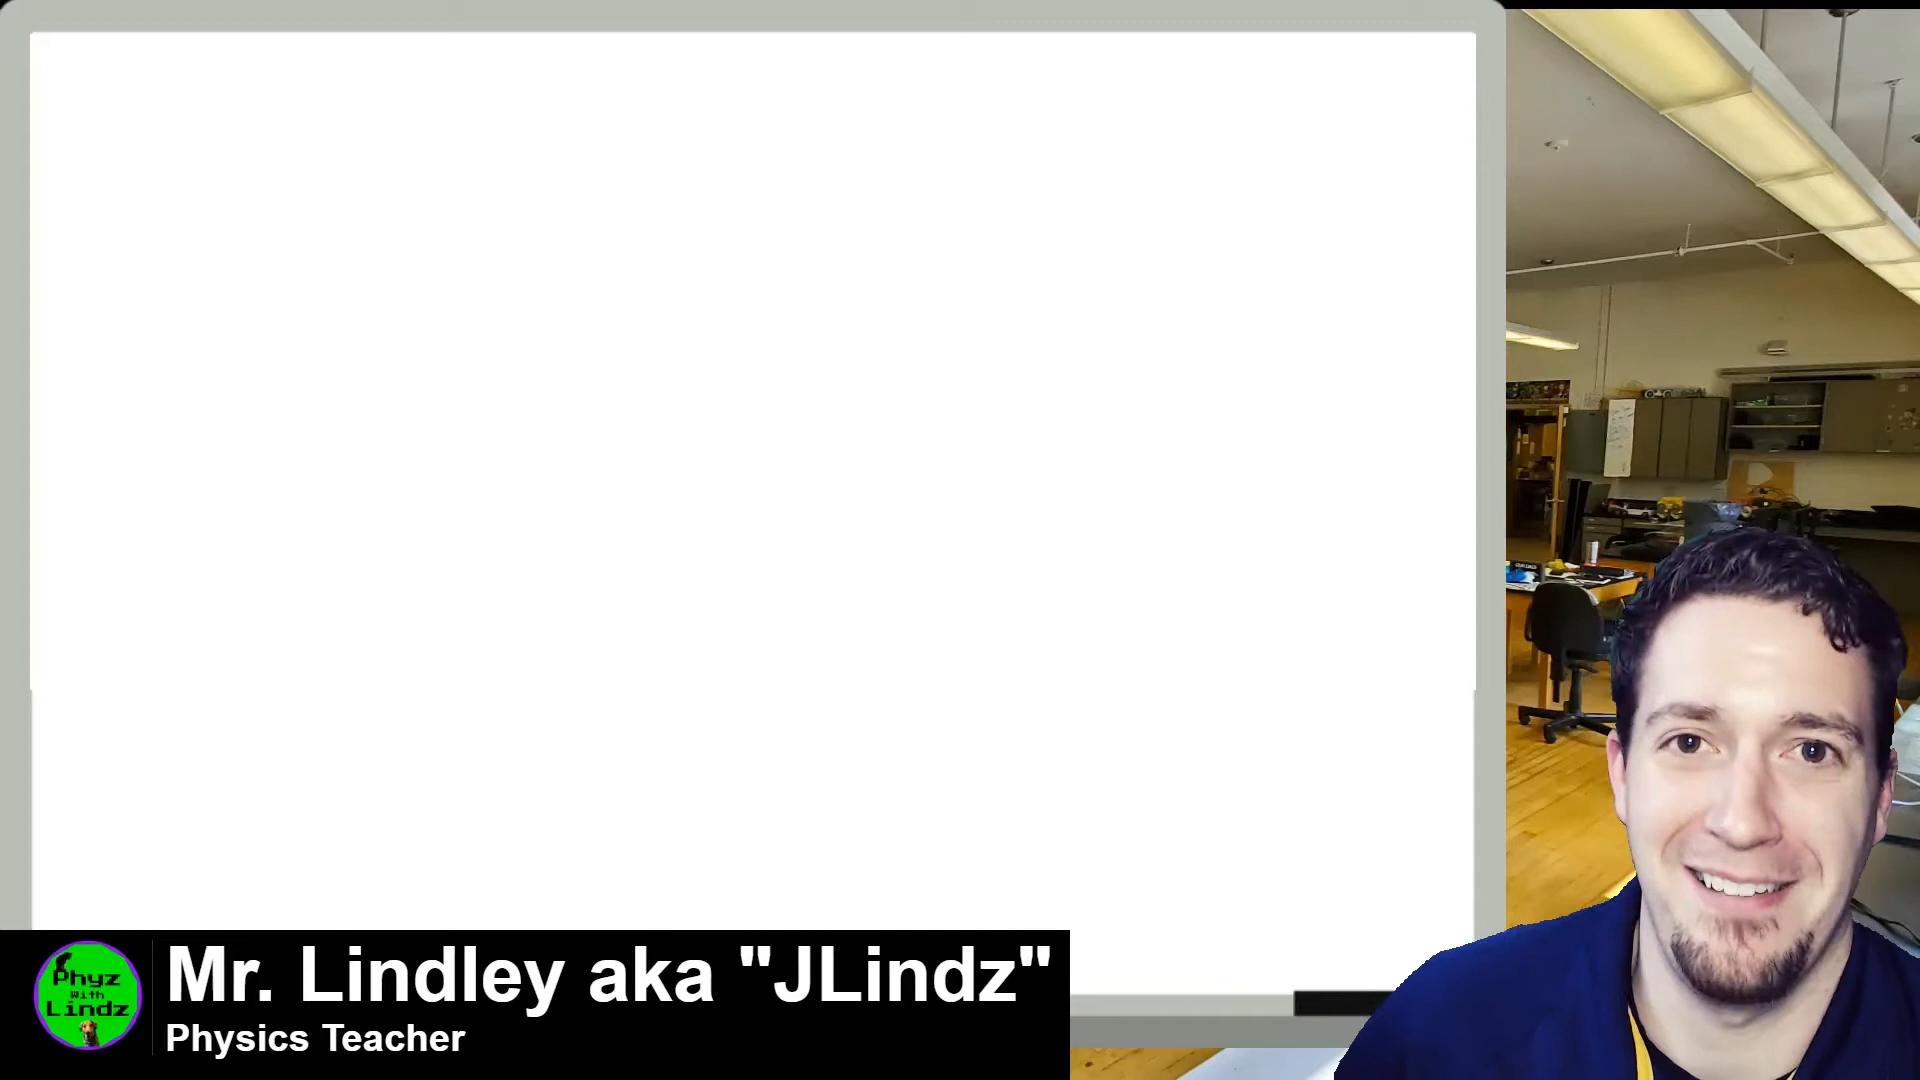 Phyz
With
Lindz
Mr. Lindley aka "JLindz"
Physics Teacher